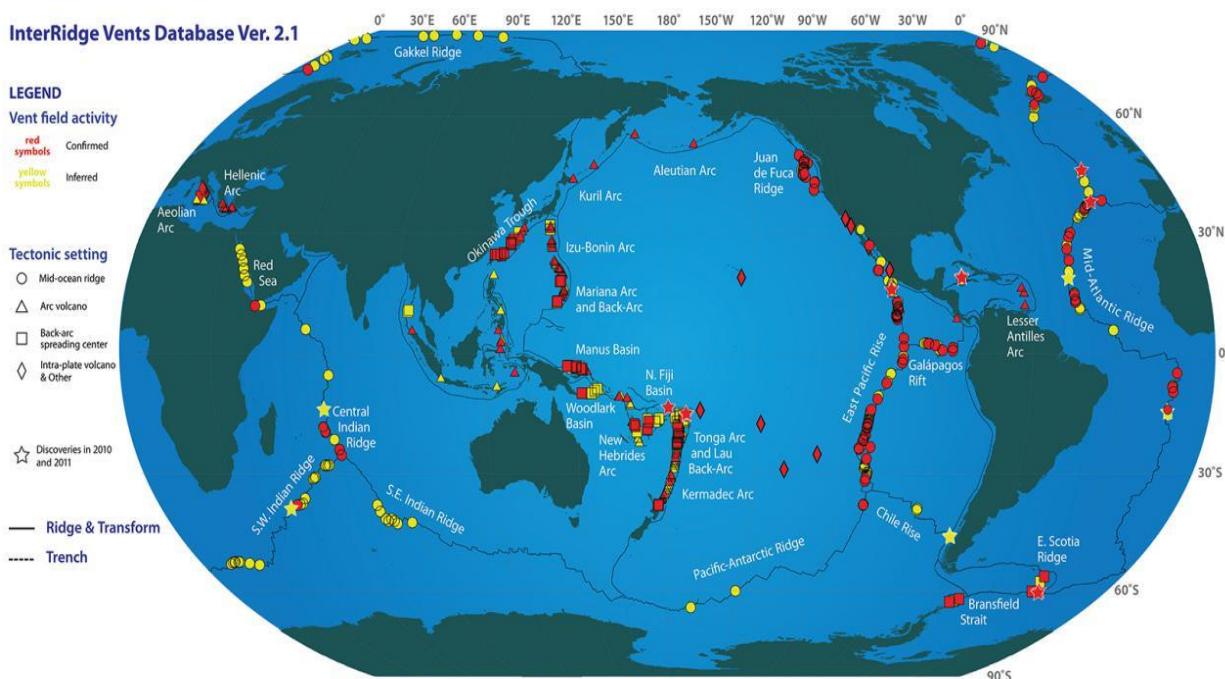 InterRidge Vents Database Ver. 2.1
LEGEND
Vent field activity
red
symbols
Confirmed
yellow
symbols
Inferred
Tectonic setting
Mid-ocean ridge
Arc volcano
Back-arc
spreading center
Intra-plate volcano
& Other
Discoveries in 2010
and 2011
Ridge & Transform
Trench
0° 30°E 60°E 90°E 120°E 150°E 180° 150°W 120°W 90°W 60°W 30°W 0°
90°N
60°N
30°N
0°
30°S
60°S
90°S
Gakkel Ridge
Aleutian Arc
Juan
de Fuca
Ridge
Kuril Arc
Hellenic
Arc
Aeolian
Arc
Okinawa Trough
Izu-Bonin Arc
Red
Sea
Mariana Arc
and Back-Arc
Mid-Atlantic Ridge
Lesser
Antilles
Arc
Manus Basin
N. Fiji
Basin
East Pacific Rise
Galápagos
Rift
Central
Indian
Ridge
Woodlark
Basin
New
Hebrides
Arc
Tonga Arc
and Lau
Back-Arc
Kermadec Arc
S.W. Indian Ridge
S.E. Indian Ridge
Chile Rise
Pacific-Antarctic Ridge
E. Scotia
Ridge
Bransfield
Strait